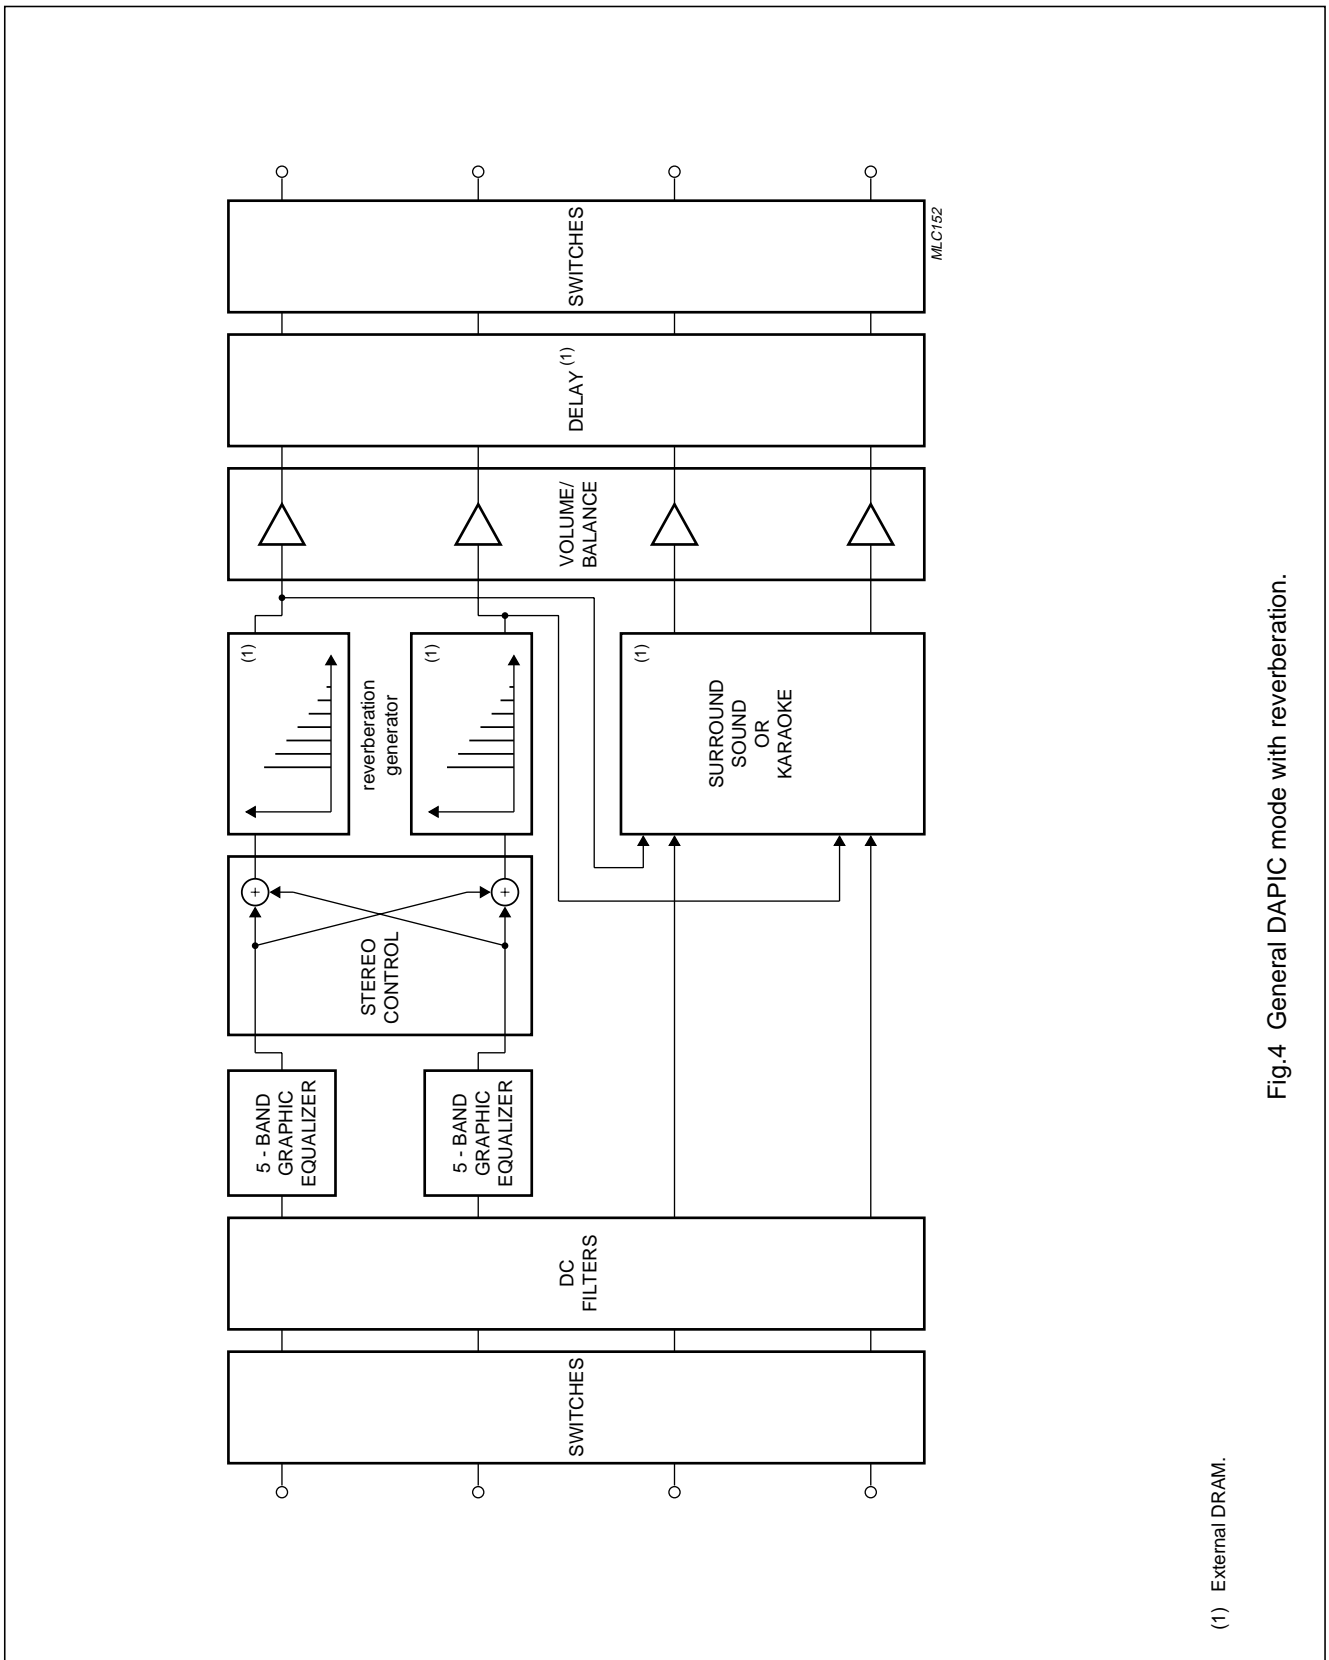 SWITCHES
DC
FILTERS
5 - BAND
GRAPHIC
EQUALIZER
5 - BAND
GRAPHIC
EQUALIZER
STEREO
CONTROL
+
+
(1)
reverberation
generator
(1)
(1)
SURROUND
SOUND
OR
KARAOKE
VOLUME/
BALANCE
DELAY (1)
SWITCHES
MLC152
(1) External DRAM.
Fig.4 General DAPIC mode with reverberation.